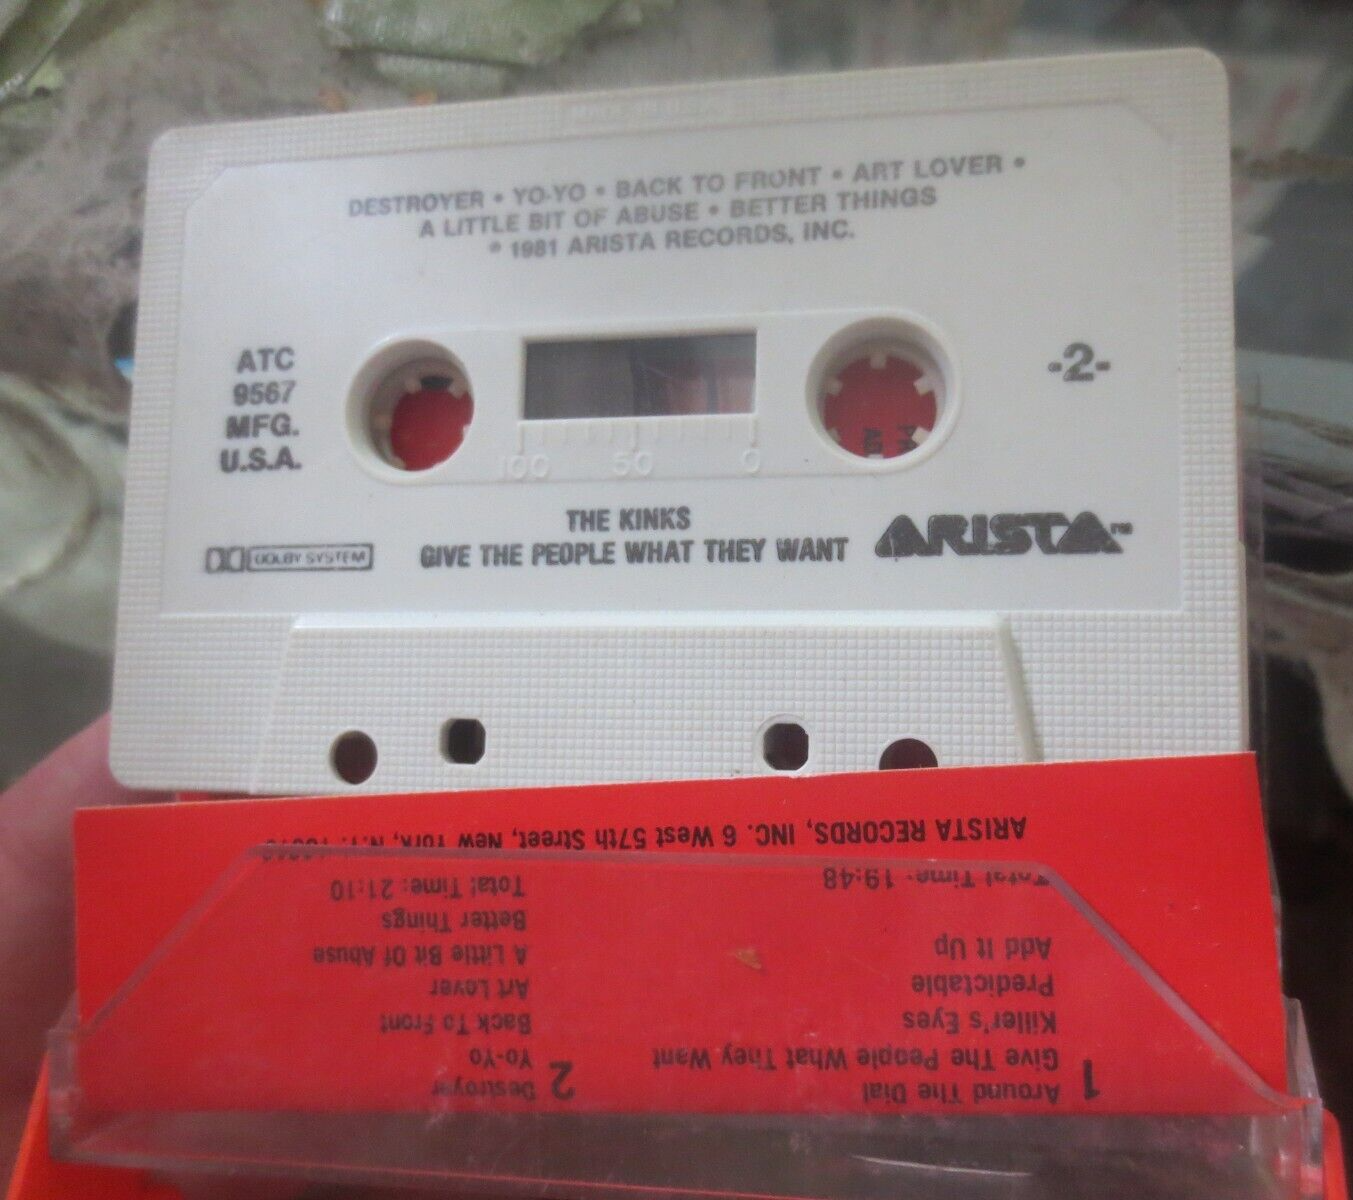 DESTROYER • YO-YO • BACK TO FRONT • ART LOVER •
A LITTLE BIT OF ABUSE • BETTER THINGS
℗ 1981 ARISTA RECORDS, INC.
ATC
9567
MFG.
U.S.A.
-2-
100 50 0
THE KINKS
GIVE THE PEOPLE WHAT THEY WANT
ARISTA™
DOLBY SYSTEM
1 Around The Dial
Give The People What They Want
Killer's Eyes
Predictable
Add It Up
Total Time: 19:48
2 Destroyer
Yo-Yo
Back To Front
Art Lover
A Little Bit Of Abuse
Better Things
Total Time: 21:10
ARISTA RECORDS, INC. 6 West 57th Street, New York, N.Y.